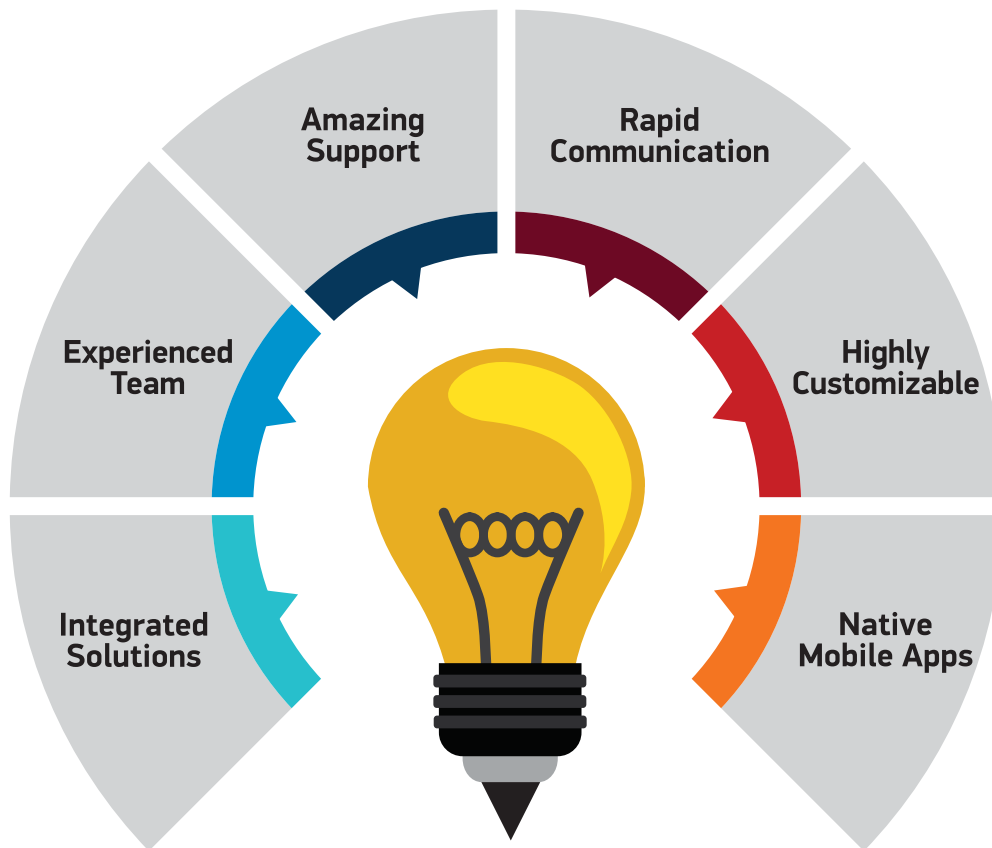 Amazing
Support
Rapid
Communication
Experienced
Team
Highly
Customizable
Integrated
Solutions
Native
Mobile Apps